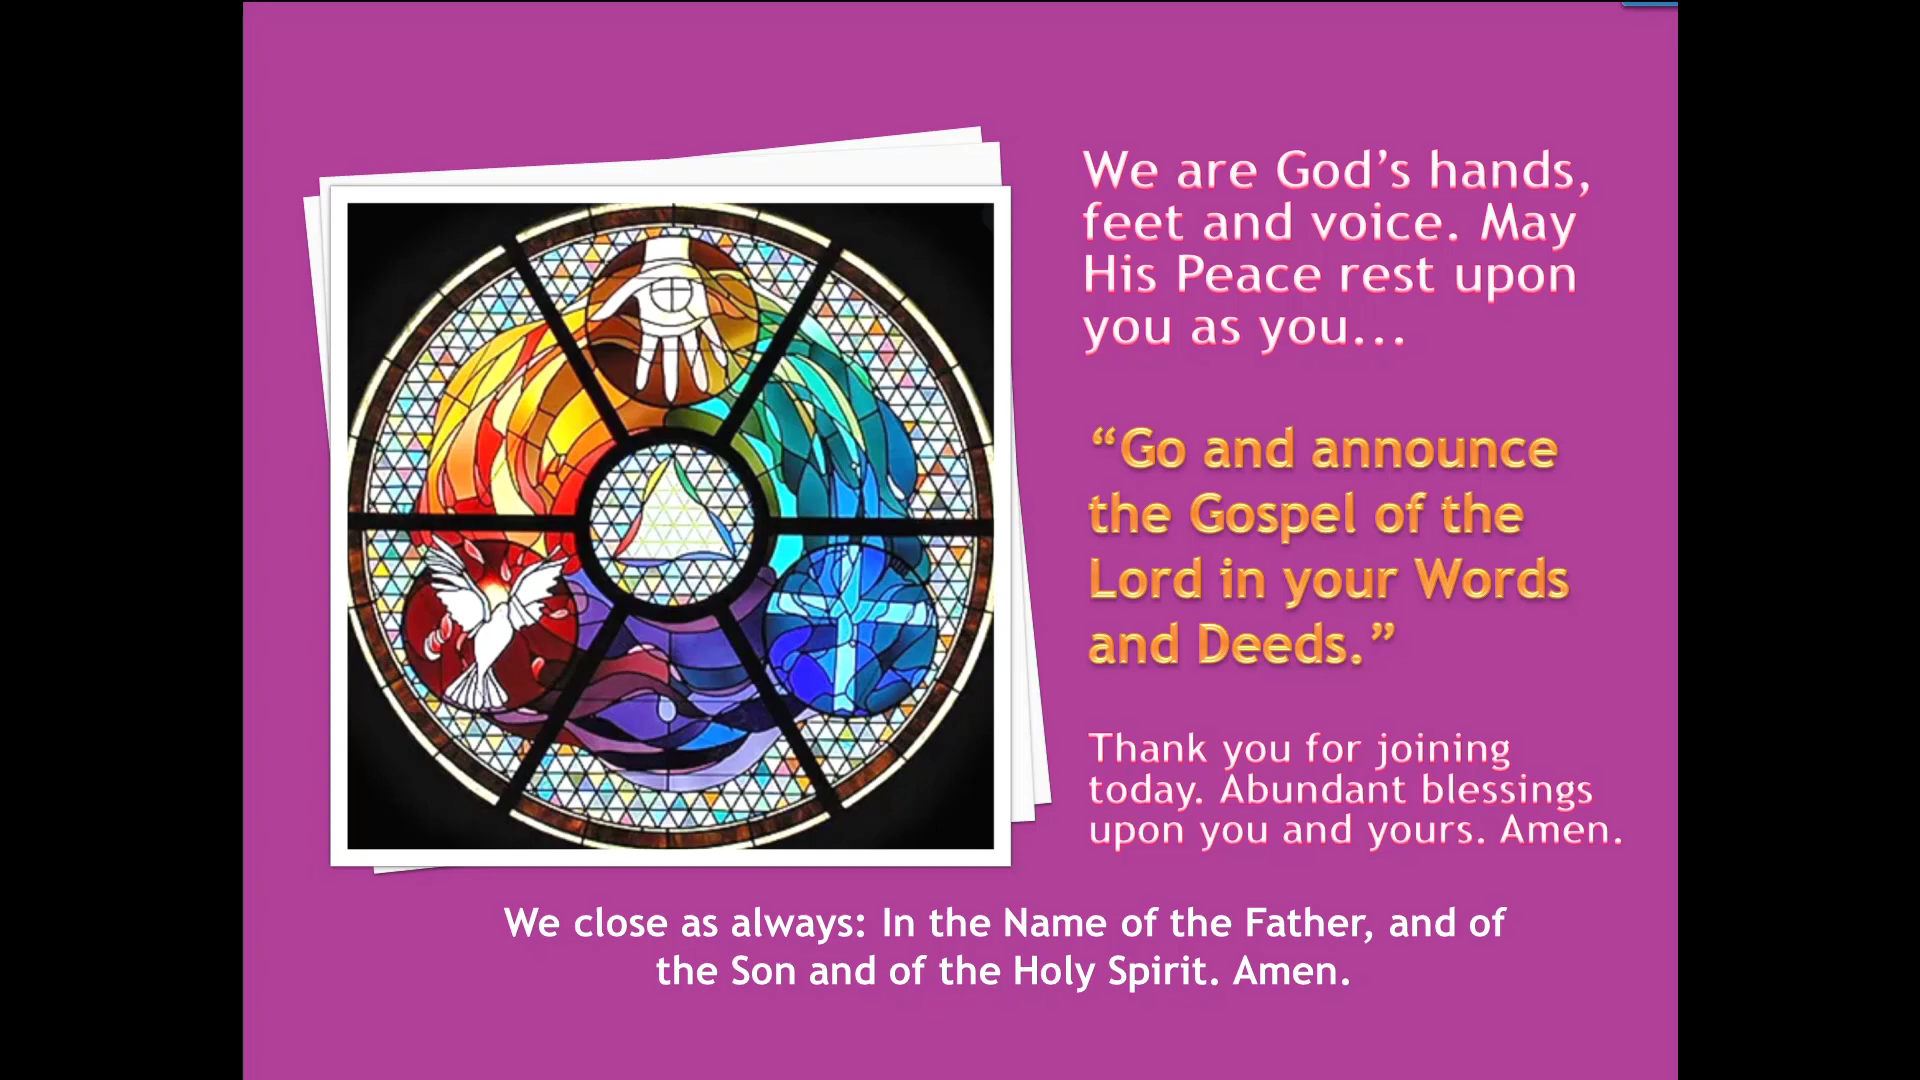 We are God’s hands,
feet and voice. May
His Peace rest upon
you as you...
“Go and announce
the Gospel of the
Lord in your Words
and Deeds.”
Thank you for joining
today. Abundant blessings
upon you and yours. Amen.
We close as always: In the Name of the Father, and of
the Son and of the Holy Spirit. Amen.